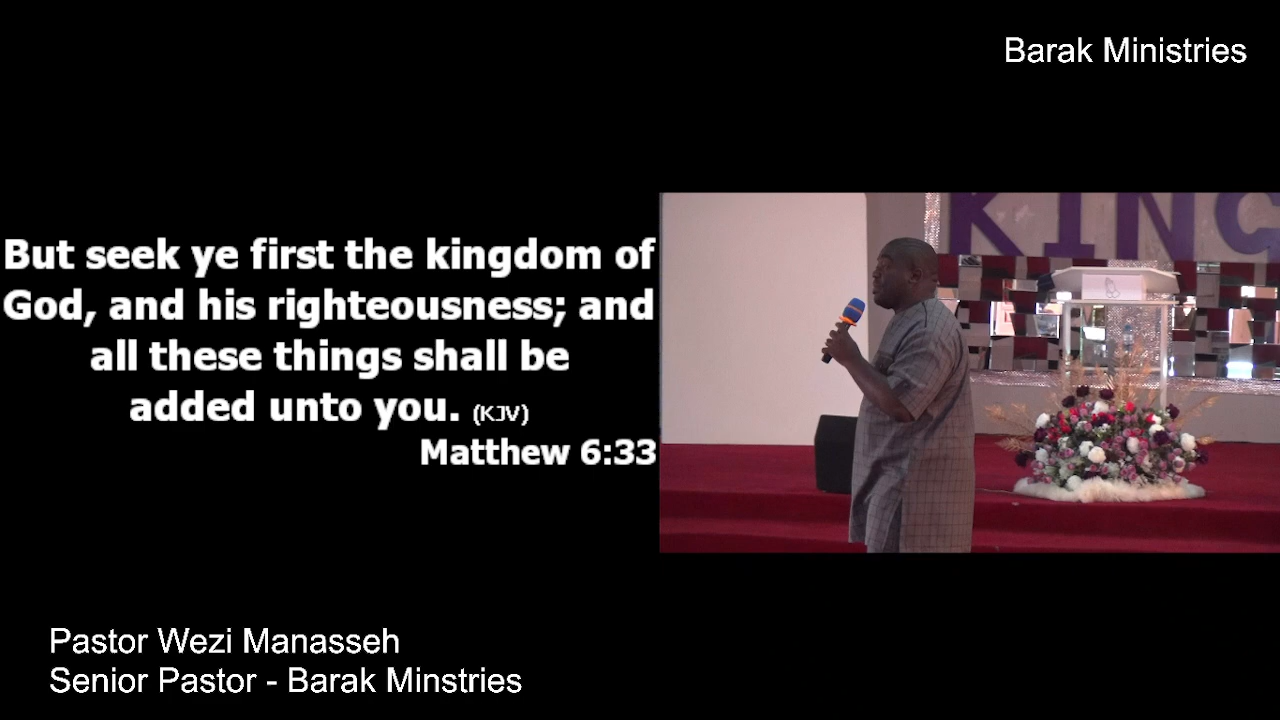 Barak Ministries
But seek ye first the kingdom of
God, and his righteousness; and
all these things shall be
added unto you. (KJV)
Matthew 6:33
KING
Pastor Wezi Manasseh
Senior Pastor - Barak Minstries